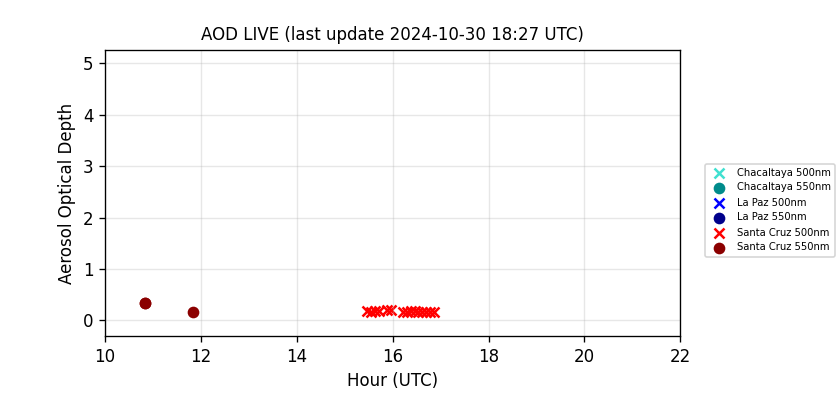 AOD LIVE (last update 2024-10-30 18:27 UTC)
Aerosol Optical Depth
5
4
3
2
1
0
10 12 14 16 18 20 22
Hour (UTC)
Chacaltaya 500nm
Chacaltaya 550nm
La Paz 500nm
La Paz 550nm
Santa Cruz 500nm
Santa Cruz 550nm